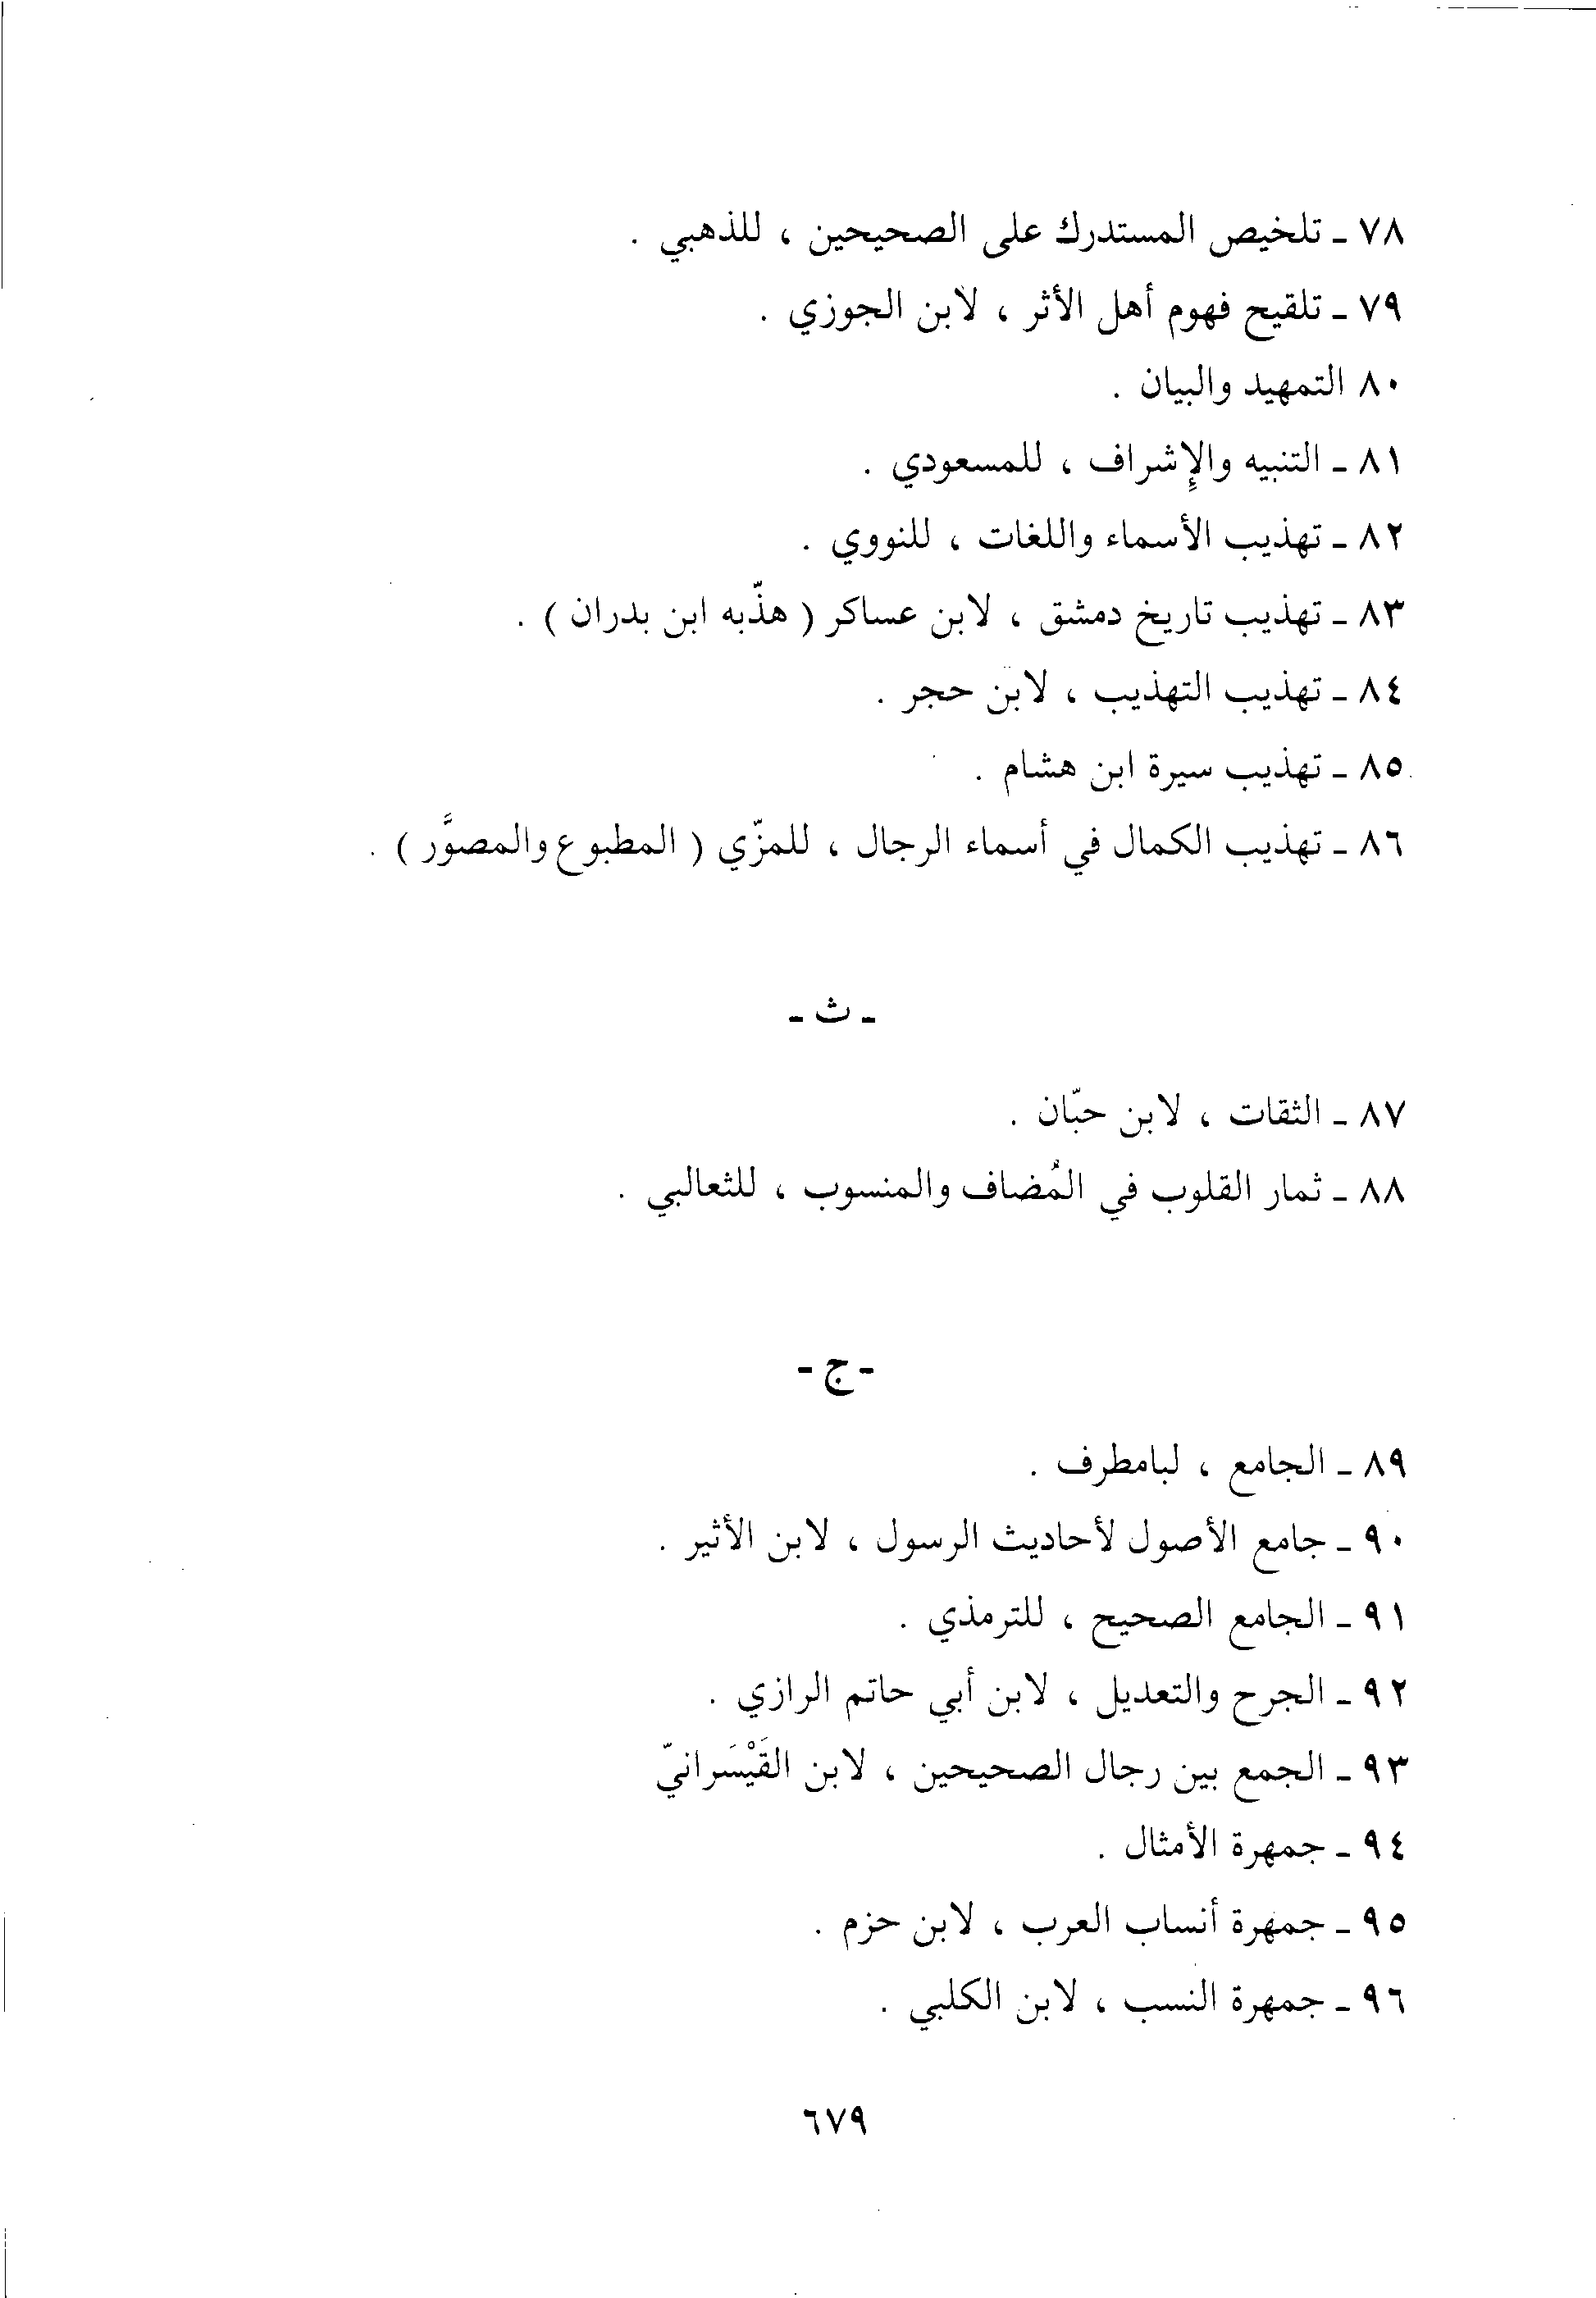 ٧٨ - تلخيص المستدرك على الصحيحين ، للذهبي .
٧٩ - تلقيح فهوم أهل الأثر ، لابن الجوزي .
٨٠ التمهيد والبيان .
٨١ - التنبيه والإشراف ، للمسعودي .
٨٢ - تهذيب الأسماء واللغات ، للنووي .
٨٣ - تهذيب تاريخ دمشق ، لابن عساكر ( هذّبه ابن بدران ) .
٨٤ - تهذيب التهذيب ، لابن حجر .
٨٥ - تهذيب سيرة ابن هشام .
٨٦ - تهذيب الكمال في أسماء الرجال ، للمزّي ( المطبوع والمصوَّر ) .
- ث -
٨٧ - الثقات ، لابن حبّان .
٨٨ - ثمار القلوب في المُضاف والمنسوب ، للثعالبي .
- ج -
٨٩ - الجامع ، لبامطرف .
٩٠ - جامع الأصول لأحاديث الرسول ، لابن الأثير .
٩١ - الجامع الصحيح ، للترمذي .
٩٢ - الجرح والتعديل ، لابن أبي حاتم الرازي .
٩٣ - الجمع بين رجال الصحيحين ، لابن القَيْسَرانيّ
٩٤ - جمهرة الأمثال .
٩٥ - جمهرة أنساب العرب ، لابن حزم .
٩٦ - جمهرة النسب ، لابن الكلبي .
٦٧٩